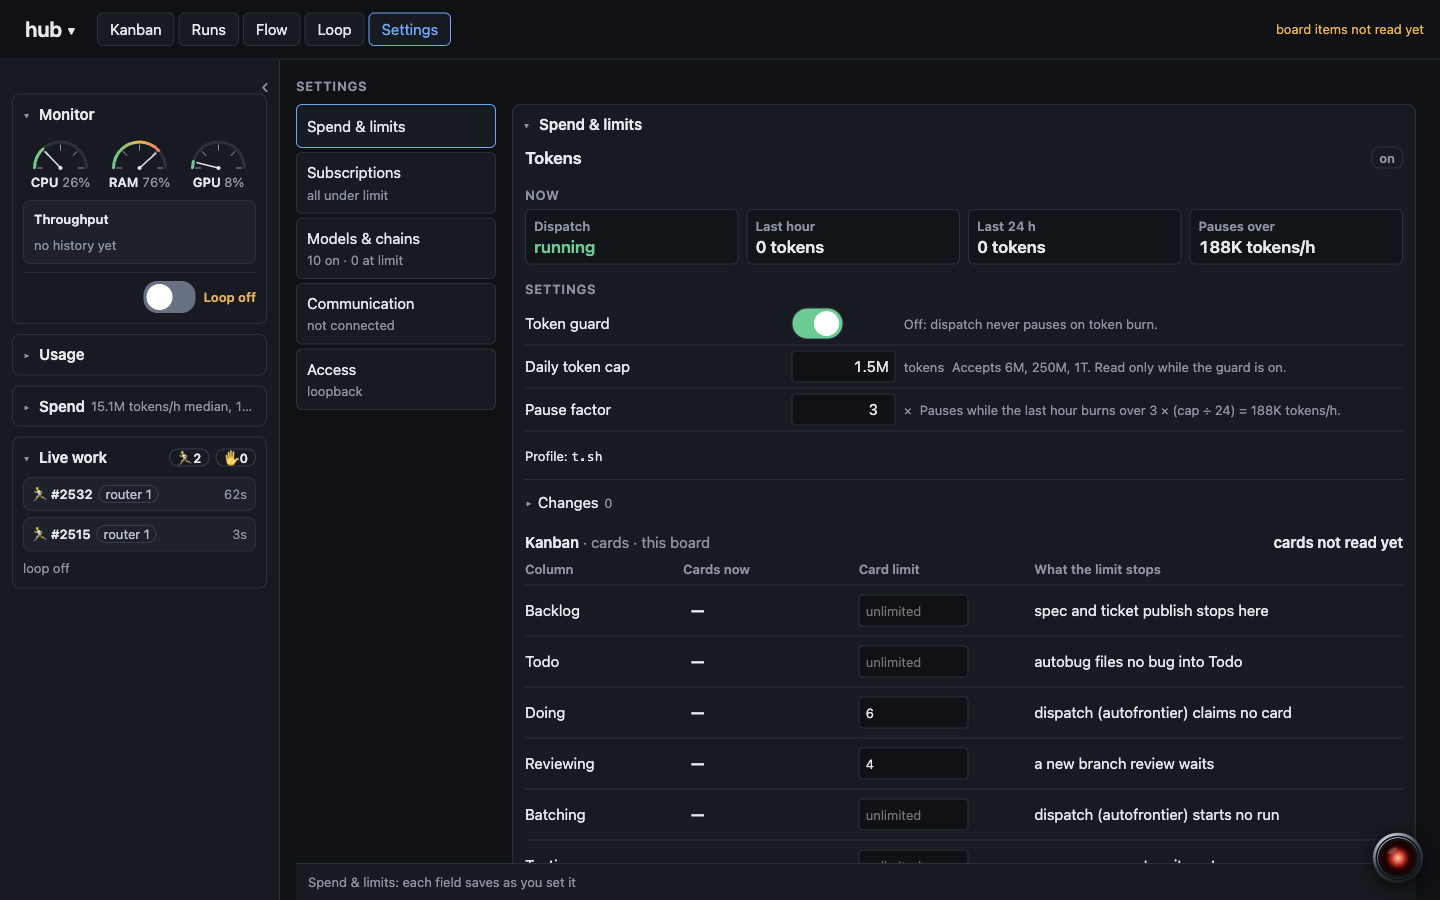 hub ▾ Kanban Runs Flow Loop Settings board items not read yet
Monitor
CPU 26% RAM 76% GPU 8%
Throughput
no history yet
Loop off
Usage
Spend 15.1M tokens/h median, 1...
Live work 2 0
#2532 router 1 62s
#2515 router 1 3s
loop off
SETTINGS
Spend & limits
Subscriptions
all under limit
Models & chains
10 on · 0 at limit
Communication
not connected
Access
loopback
Spend & limits
Tokens on
NOW
Dispatch
running
Last hour
0 tokens
Last 24 h
0 tokens
Pauses over
188K tokens/h
SETTINGS
Token guard Off: dispatch never pauses on token burn.
Daily token cap 1.5M tokens Accepts 6M, 250M, 1T. Read only while the guard is on.
Pause factor 3 × Pauses while the last hour burns over 3 × (cap ÷ 24) = 188K tokens/h.
Profile: t.sh
Changes 0
Kanban · cards · this board cards not read yet
Column Cards now Card limit What the limit stops
Backlog — unlimited spec and ticket publish stops here
Todo — unlimited autobug files no bug into Todo
Doing — 6 dispatch (autofrontier) claims no card
Reviewing — 4 a new branch review waits
Batching — unlimited dispatch (autofrontier) starts no run
Spend & limits: each field saves as you set it